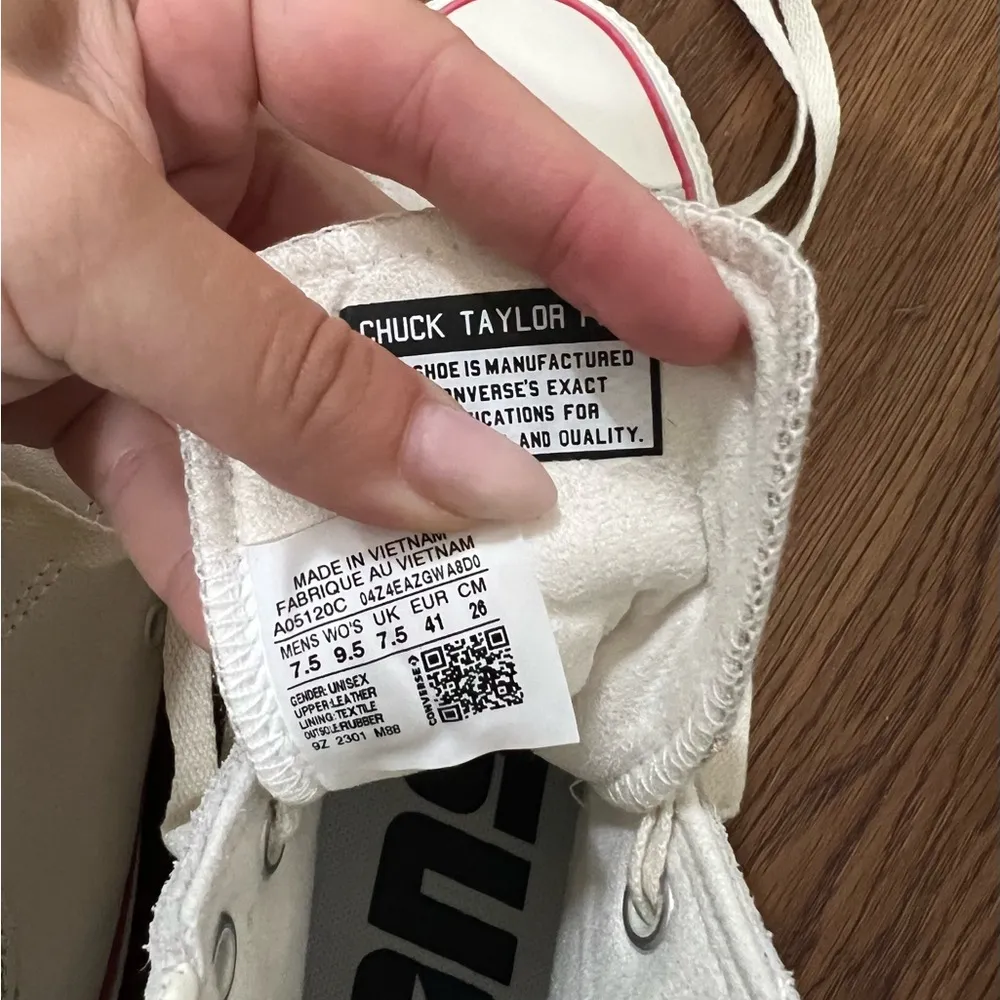 CHUCK TAYLOR
SHOE IS MANUFACTURED
CONVERSE'S EXACT
FOR
AND QUALITY.
MADE IN VIETNAM
FABRIQUE AU VIETNAM
A05120C 04Z4EAZGWA8D0
MENS WO'S UK EUR CM
7.5 9.5 7.5 41 26
GENDER: UNISEX
UPPER:LEATHER
LINING:TEXTILE
OUTSOLE:RUBBER
9Z 2301 M88
CONVERSE